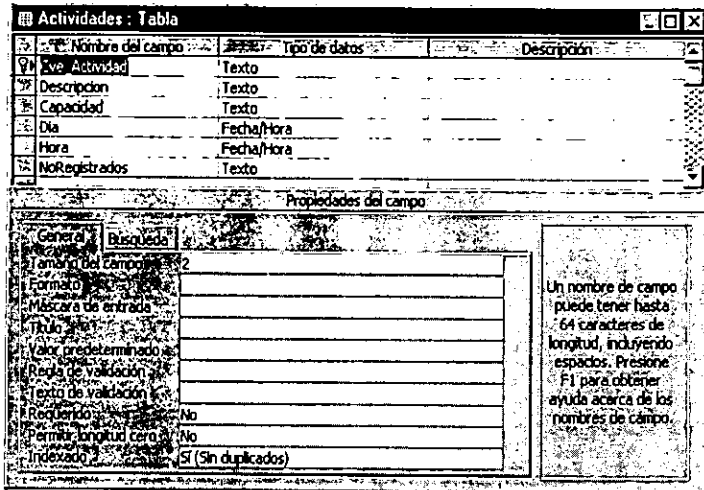 Actividades : Tabla
Nombre del campo Tipo de datos Descripción
Cve_Actividad Texto
Descripcion Texto
Capacidad Texto
Dia Fecha/Hora
Hora Fecha/Hora
NoRegistrados Texto
Propiedades del campo
General Búsqueda
Tamaño del campo 2
Formato
Máscara de entrada
Título
Valor predeterminado
Regla de validación
Texto de validación
Requerido No
Permitir longitud cero No
Indexado Sí (Sin duplicados)
Un nombre de campo
puede tener hasta
64 caracteres de
longitud, incluyendo
espacios. Presione
F1 para obtener
ayuda acerca de los
nombres de campo.